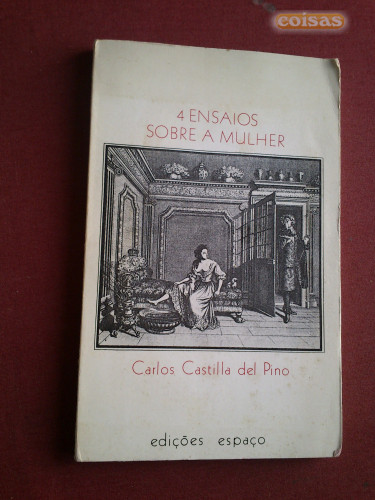 coisas
4 ENSAIOS
SOBRE A MULHER
Carlos Castilla del Pino
edições espaço